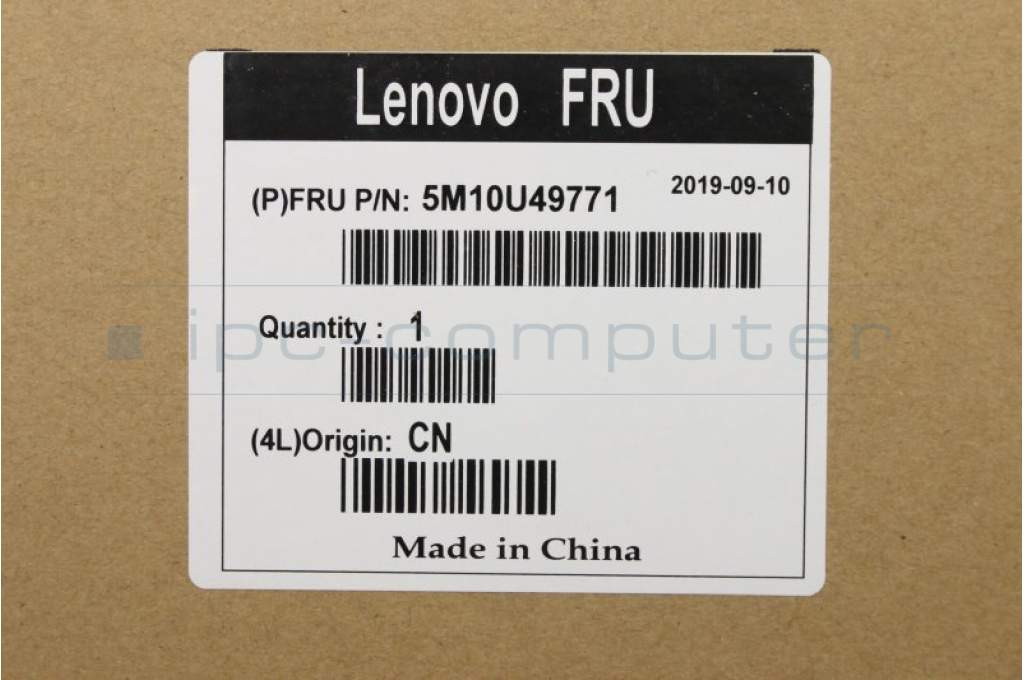 Lenovo FRU
2019-09-10
(P)FRU P/N: 5M10U49771
Quantity : 1
ipc-computer
(4L)Origin: CN
Made in China